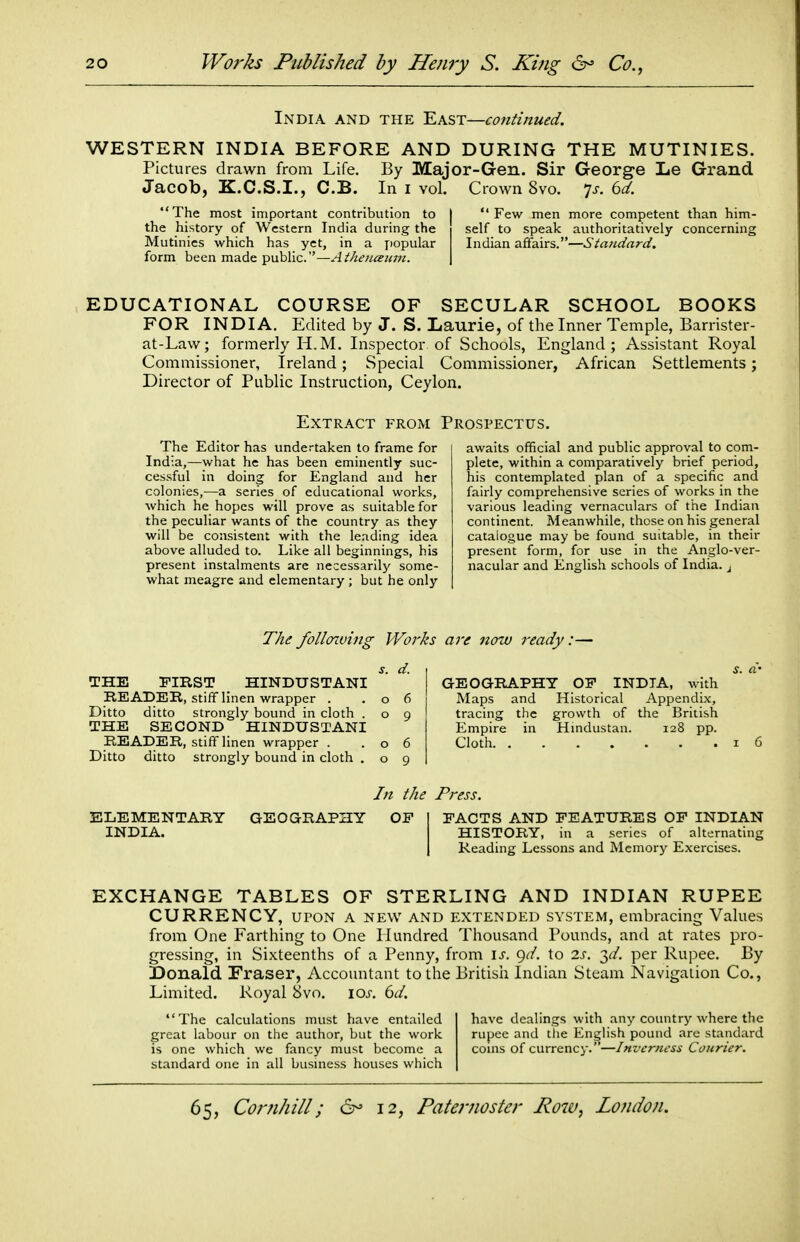 20 Works Published by Henry S. King & Co.,
INDIA AND THE EAST—continued.
WESTERN INDIA BEFORE AND DURING THE MUTINIES.
Pictures drawn from Life. By Major-Gen. Sir George Le Grand
Jacob, K.C.S.I., C.B. In 1 vol. Crown 8vo. 7s. 6d.
"The most important contribution to
the history of Western India during the
Mutinies which has yet, in a popular
form been made public."—Athenæum.
"Few men more competent than him-
self to speak authoritatively concerning
Indian affairs."—Standard.
EDUCATIONAL COURSE OF SECULAR SCHOOL BOOKS
FOR INDIA. Edited by J. S. Laurie, of the Inner Temple, Barrister-
at-Law; formerly H.M. Inspector of Schools, England; Assistant Royal
Commissioner, Ireland; Special Commissioner, African Settlements;
Director of Public Instruction, Ceylon.
EXTRACT FROM PROSPECTUS.
The Editor has undertaken to frame for
India,—what he has been eminently suc-
cessful in doing for England and her
colonies,—a series of educational works,
which he hopes will prove as suitable for
the peculiar wants of the country as they
will be consistent with the leading idea
above alluded to. Like all beginnings, his
present instalments are necessarily some-
what meagre and elementary; but he only
awaits official and public approval to com-
plete, within a comparatively brief period,
his contemplated plan of a specific and
fairly comprehensive series of works in the
various leading vernaculars of the Indian
continent. Meanwhile, those on his general
catalogue may be found suitable, in their
present form, for use in the Anglo-ver-
nacular and English schools of India.
The following Works are now ready:—
s. d.
THE FIRST HINDUSTANI
READER, stiff linen wrapper . . 0 6
Ditto ditto strongly bound in cloth . 0 9
THE SECOND HINDUSTANI
READER, stiff linen wrapper . . 0 6
Ditto ditto strongly bound in cloth . 0 9
s. d.
GEOGRAPHY OF INDIA, with
Maps and Historical Appendix,
tracing the growth of the British
Empire in Hindustan. 128 pp.
Cloth. . . . . . . . 1 6
In the Press.
ELEMENTARY GEOGRAPHY OF
INDIA.
FACTS AND FEATURES OF INDIAN
HISTORY, in a series of alternating
Reading Lessons and Memory Exercises.
EXCHANGE TABLES OF STERLING AND INDIAN RUPEE
CURRENCY, UPON A NEW AND EXTENDED SYSTEM, embracing Values
from One Farthing to One Hundred Thousand Pounds, and at rates pro-
gressing, in Sixteenths of a Penny, from 1s. 9d. to 2s. 3d. per Rupee. By
Donald Fraser, Accountant to the British Indian Steam Navigation Co.,
Limited. Royal 8vo. 10s. 6d.
"The calculations must have entailed
great labour on the author, but the work
is one which we fancy must become a
standard one in all business houses which
have dealings with any country where the
rupee and the English pound are standard
coins of currency."—Inverness Courier.
65, Cornhill; & 12, Paternoster Row, London.